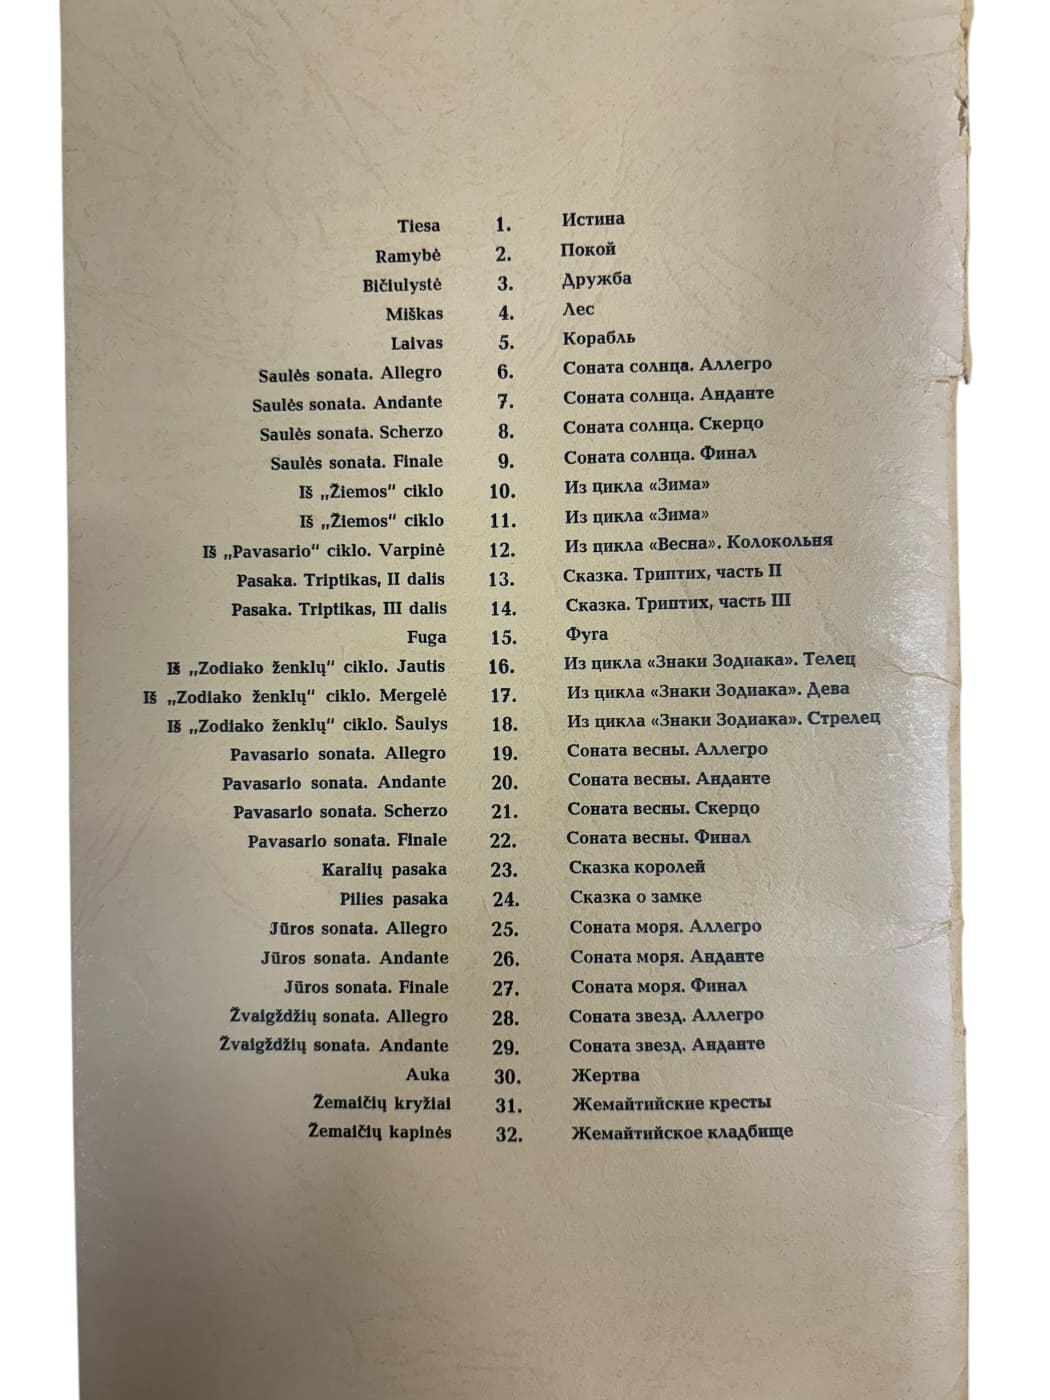 Tiesa 1. Истина
Ramybė 2. Покой
Bičiulystė 3. Дружба
Miškas 4. Лес
Laivas 5. Корабль
Saulės sonata. Allegro 6. Соната солнца. Аллегро
Saulės sonata. Andante 7. Соната солнца. Анданте
Saulės sonata. Scherzo 8. Соната солнца. Скерцо
Saulės sonata. Finale 9. Соната солнца. Финал
Iš „Žiemos" ciklo 10. Из цикла «Зима»
Iš „Žiemos" ciklo 11. Из цикла «Зима»
Iš „Pavasario" ciklo. Varpinė 12. Из цикла «Весна». Колокольня
Pasaka. Triptikas, II dalis 13. Сказка. Триптих, часть II
Pasaka. Triptikas, III dalis 14. Сказка. Триптих, часть III
Fuga 15. Фуга
Iš „Zodiako ženklų" ciklo. Jautis 16. Из цикла «Знаки Зодиака». Телец
Iš „Zodiako ženklų" ciklo. Mergelė 17. Из цикла «Знаки Зодиака». Дева
Iš „Zodiako ženklų" ciklo. Šaulys 18. Из цикла «Знаки Зодиака». Стрелец
Pavasario sonata. Allegro 19. Соната весны. Аллегро
Pavasario sonata. Andante 20. Соната весны. Анданте
Pavasario sonata. Scherzo 21. Соната весны. Скерцо
Pavasario sonata. Finale 22. Соната весны. Финал
Karalių pasaka 23. Сказка королей
Pilies pasaka 24. Сказка о замке
Jūros sonata. Allegro 25. Соната моря. Аллегро
Jūros sonata. Andante 26. Соната моря. Анданте
Jūros sonata. Finale 27. Соната моря. Финал
Žvaigždžių sonata. Allegro 28. Соната звезд. Аллегро
Žvaigždžių sonata. Andante 29. Соната звезд. Анданте
Auka 30. Жертва
Žemaičių kryžiai 31. Жемайтийские кресты
Žemaičių kapinės 32. Жемайтийское кладбище